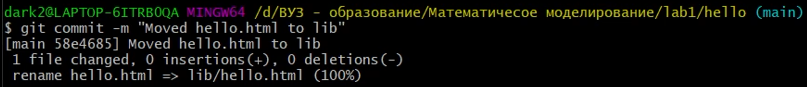 dark2@LAPTOP-6ITRB0QA MINGW64 /d/ВУЗ - образование/Математичесое моделирование/lab1/hello (main)
$ git commit -m "Moved hello.html to lib"
[main 58e4685] Moved hello.html to lib
 1 file changed, 0 insertions(+), 0 deletions(-)
 rename hello.html => lib/hello.html (100%)